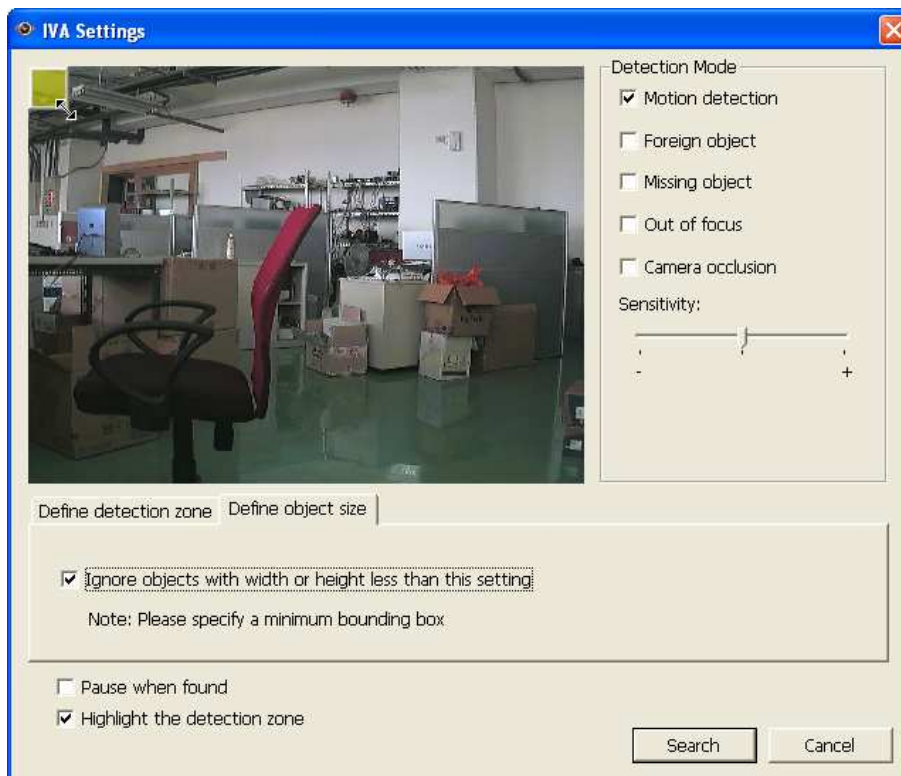 IVA Settings
Detection Mode
Motion detection
Foreign object
Missing object
Out of focus
Camera occlusion
Sensitivity:
- +
Define detection zone
Define object size
Ignore objects with width or height less than this setting
Note: Please specify a minimum bounding box
Pause when found
Highlight the detection zone
Search
Cancel